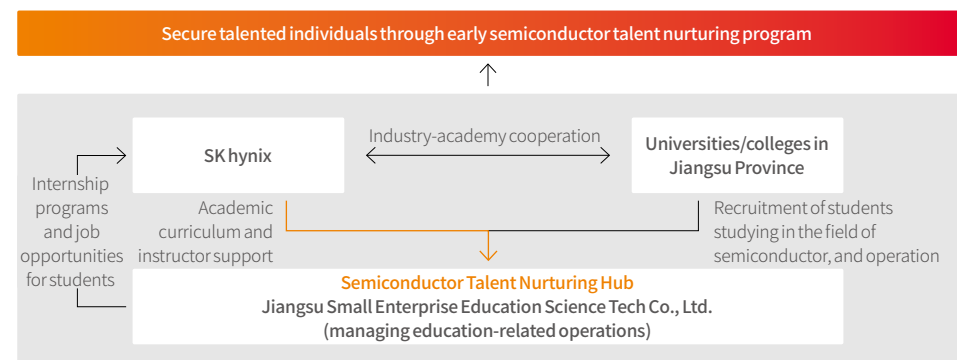 Secure talented individuals through early semiconductor talent nurturing program
SK hynix
Industry-academy cooperation
Universities/colleges in
Jiangsu Province
Internship
programs
and job
opportunities
for students
Academic
curriculum and
instructor support
Recruitment of students
studying in the field of
semiconductor, and operation
Semiconductor Talent Nurturing Hub
Jiangsu Small Enterprise Education Science Tech Co., Ltd.
(managing education-related operations)